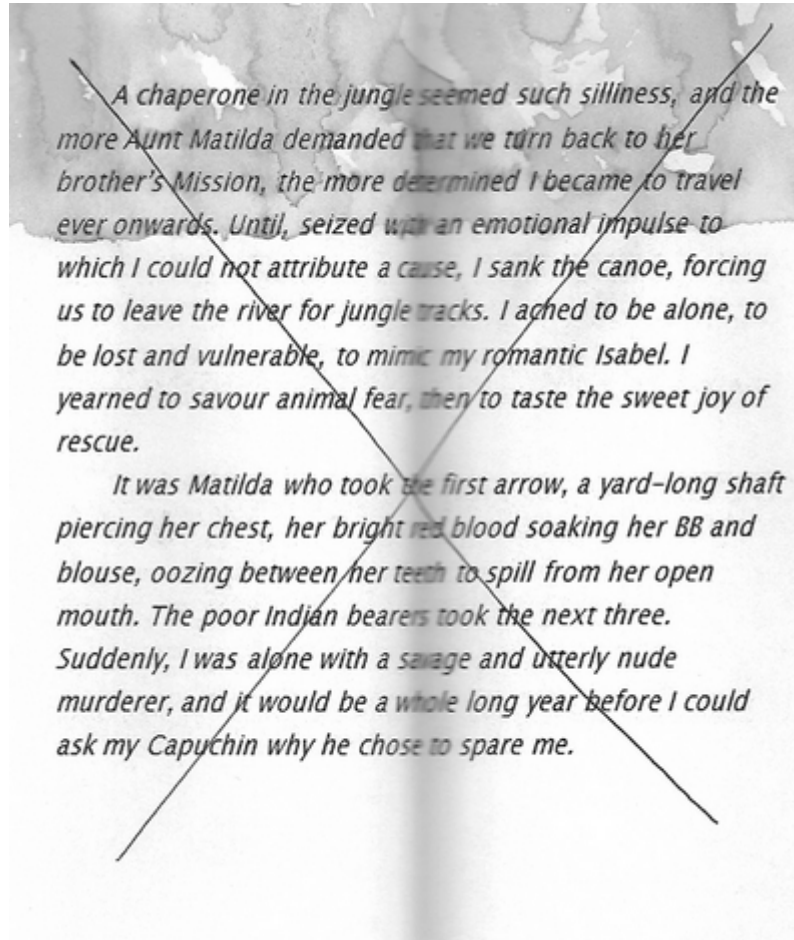 A chaperone in the jungle seemed such silliness, and the
more Aunt Matilda demanded that we turn back to her
brother's Mission, the more determined I became to travel
ever onwards. Until, seized with an emotional impulse to
which I could not attribute a cause, I sank the canoe, forcing
us to leave the river for jungle tracks. I ached to be alone, to
be lost and vulnerable, to mimic my romantic Isabel. I
yearned to savour animal fear, then to taste the sweet joy of
rescue.
It was Matilda who took the first arrow, a yard-long shaft
piercing her chest, her bright red blood soaking her BB and
blouse, oozing between her teeth to spill from her open
mouth. The poor Indian bearers took the next three.
Suddenly, I was alone with a savage and utterly nude
murderer, and it would be a whole long year before I could
ask my Capuchin why he chose to spare me.